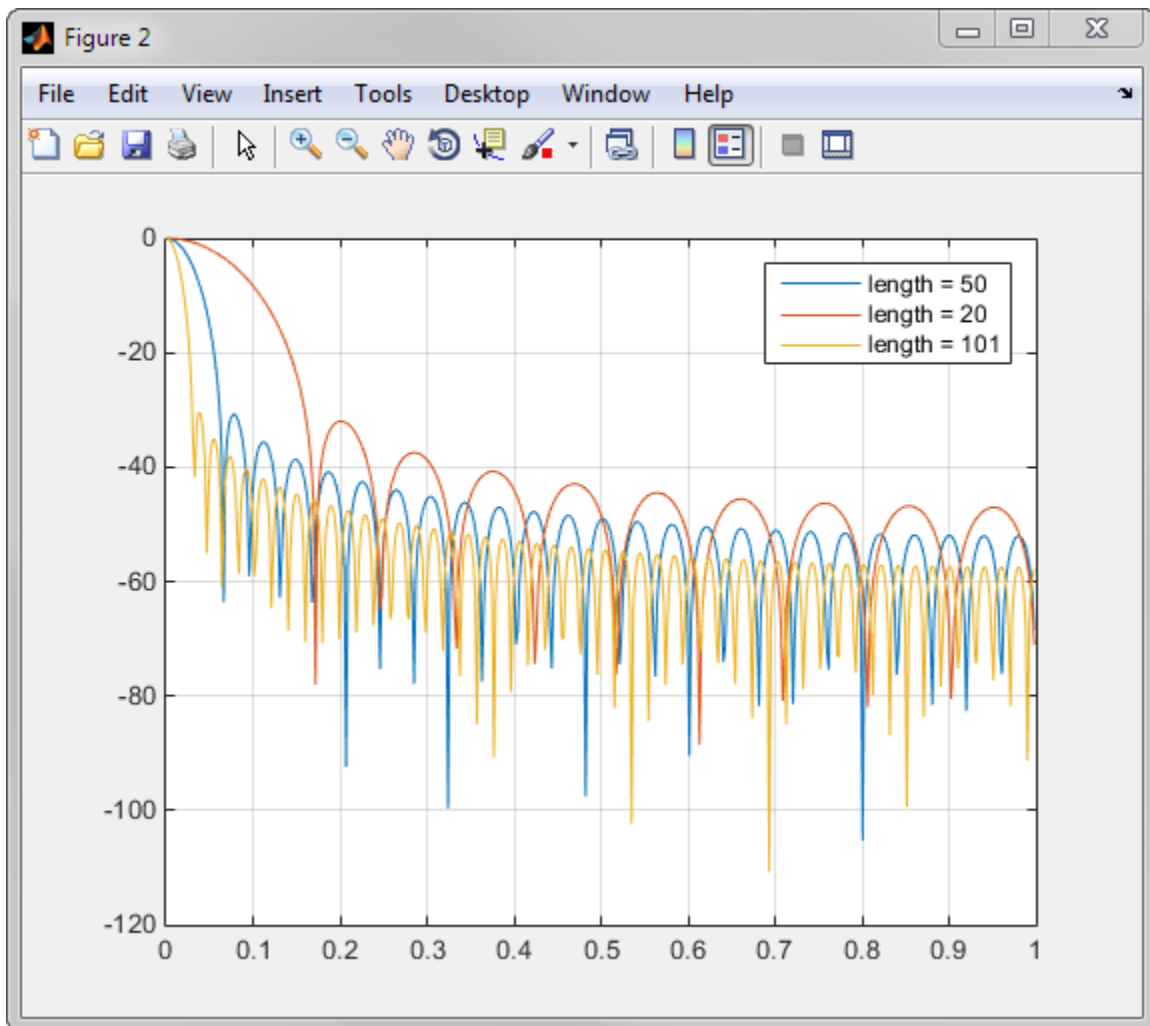 Figure 2
File Edit View Insert Tools Desktop Window Help
0
-20
-40
-60
-80
-100
-120
0 0.1 0.2 0.3 0.4 0.5 0.6 0.7 0.8 0.9 1
length = 50
length = 20
length = 101